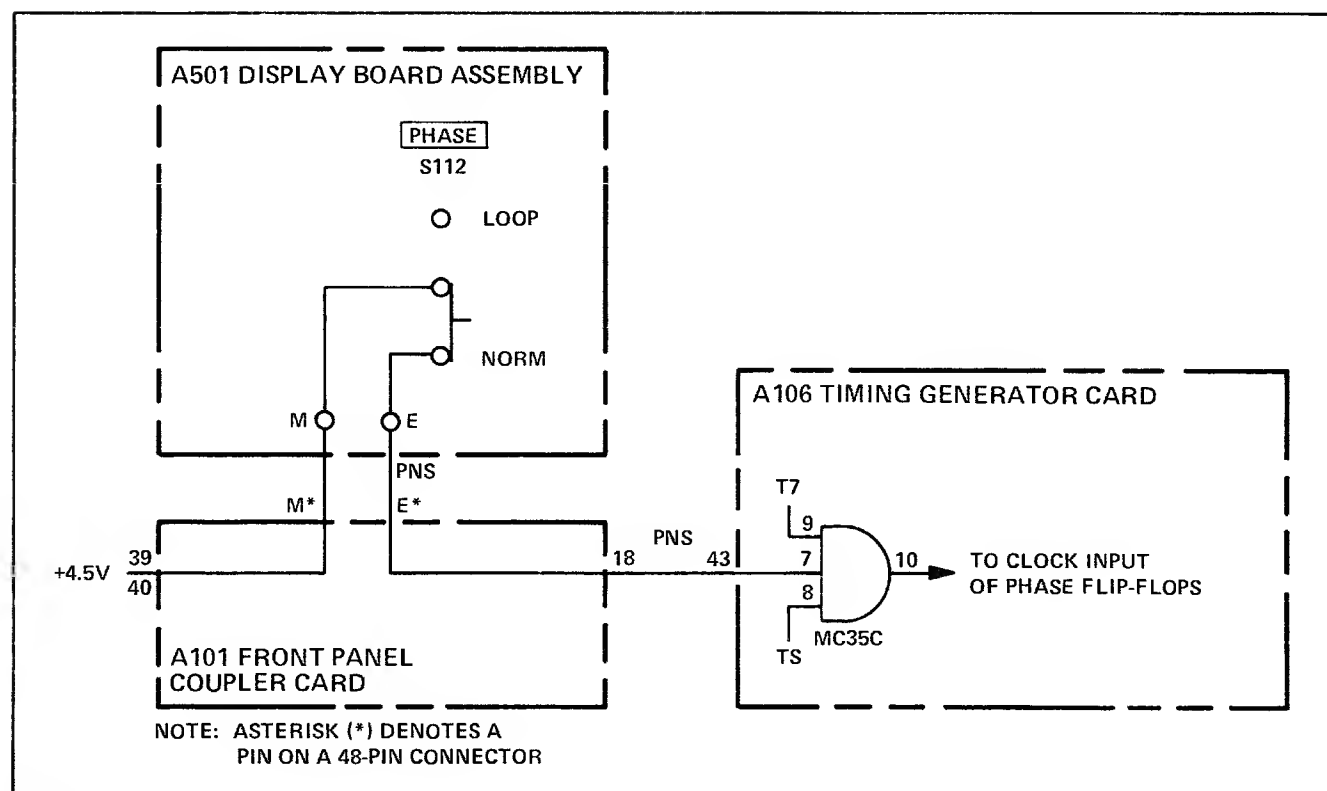 A501 DISPLAY BOARD ASSEMBLY
PHASE
S112
LOOP
NORM
M
E
PNS
M*
E*
A106 TIMING GENERATOR CARD
T7
9
+4.5V
39
40
18
PNS
43
7
10
TO CLOCK INPUT
OF PHASE FLIP-FLOPS
8
MC35C
TS
A101 FRONT PANEL
COUPLER CARD
NOTE: ASTERISK (*) DENOTES A
PIN ON A 48-PIN CONNECTOR